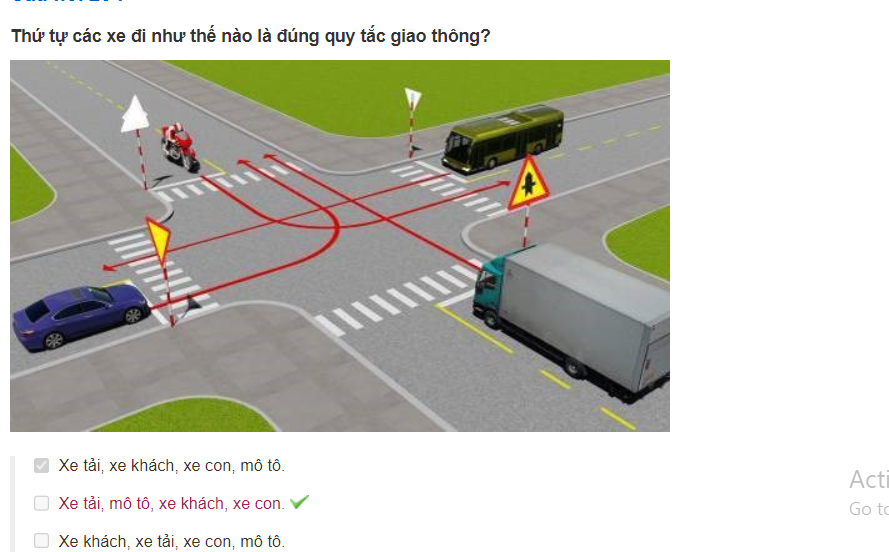 Thứ tự các xe đi như thế nào là đúng quy tắc giao thông?
Xe tải, xe khách, xe con, mô tô.
Xe tải, mô tô, xe khách, xe con.
Xe khách, xe tải, xe con, mô tô.
Acti
Go to